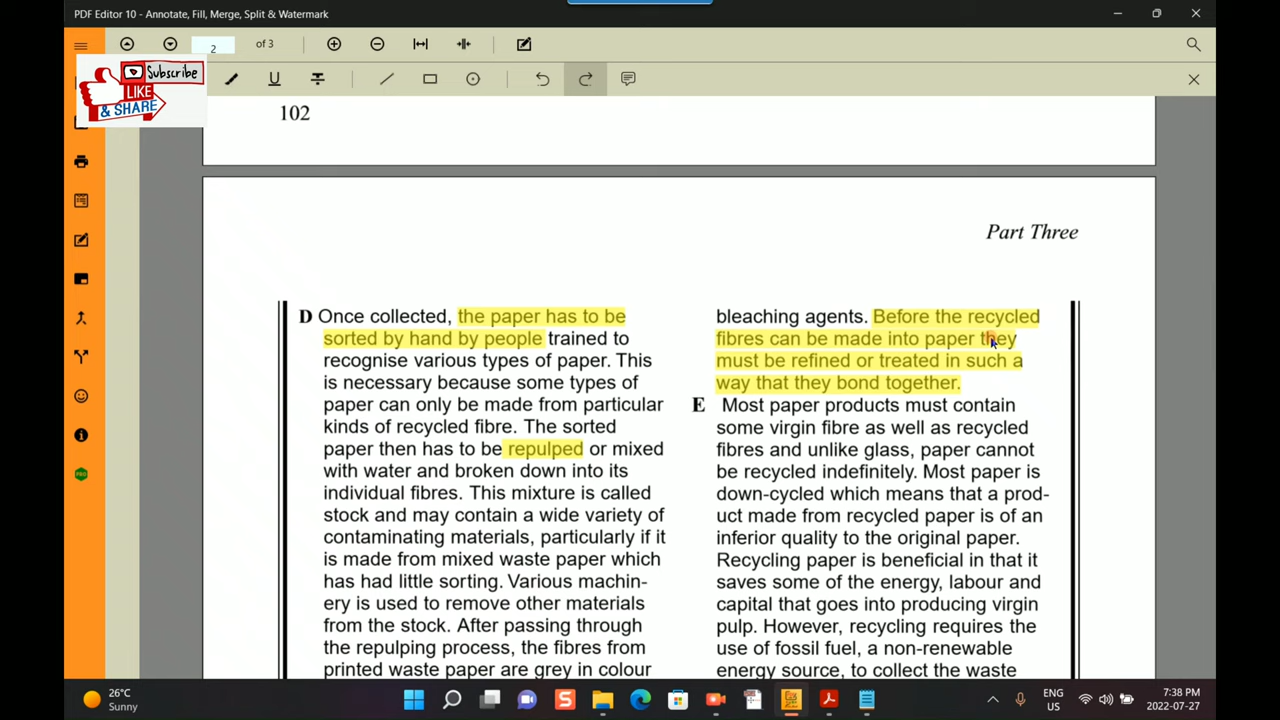 PDF Editor 10 - Annotate, Fill, Merge, Split & Watermark
2 of 3
Subscribe
LIKE
& SHARE
102
Part Three
D Once collected, the paper has to be
sorted by hand by people trained to
recognise various types of paper. This
is necessary because some types of
paper can only be made from particular
kinds of recycled fibre. The sorted
paper then has to be repulped or mixed
with water and broken down into its
individual fibres. This mixture is called
stock and may contain a wide variety of
contaminating materials, particularly if it
is made from mixed waste paper which
has had little sorting. Various machin-
ery is used to remove other materials
from the stock. After passing through
the repulping process, the fibres from
printed waste paper are grey in colour
bleaching agents. Before the recycled
fibres can be made into paper they
must be refined or treated in such a
way that they bond together.
E Most paper products must contain
some virgin fibre as well as recycled
fibres and unlike glass, paper cannot
be recycled indefinitely. Most paper is
down-cycled which means that a prod-
uct made from recycled paper is of an
inferior quality to the original paper.
Recycling paper is beneficial in that it
saves some of the energy, labour and
capital that goes into producing virgin
pulp. However, recycling requires the
use of fossil fuel, a non-renewable
energy source, to collect the waste
26°C
Sunny
ENG
US
7:38 PM
2022-07-27